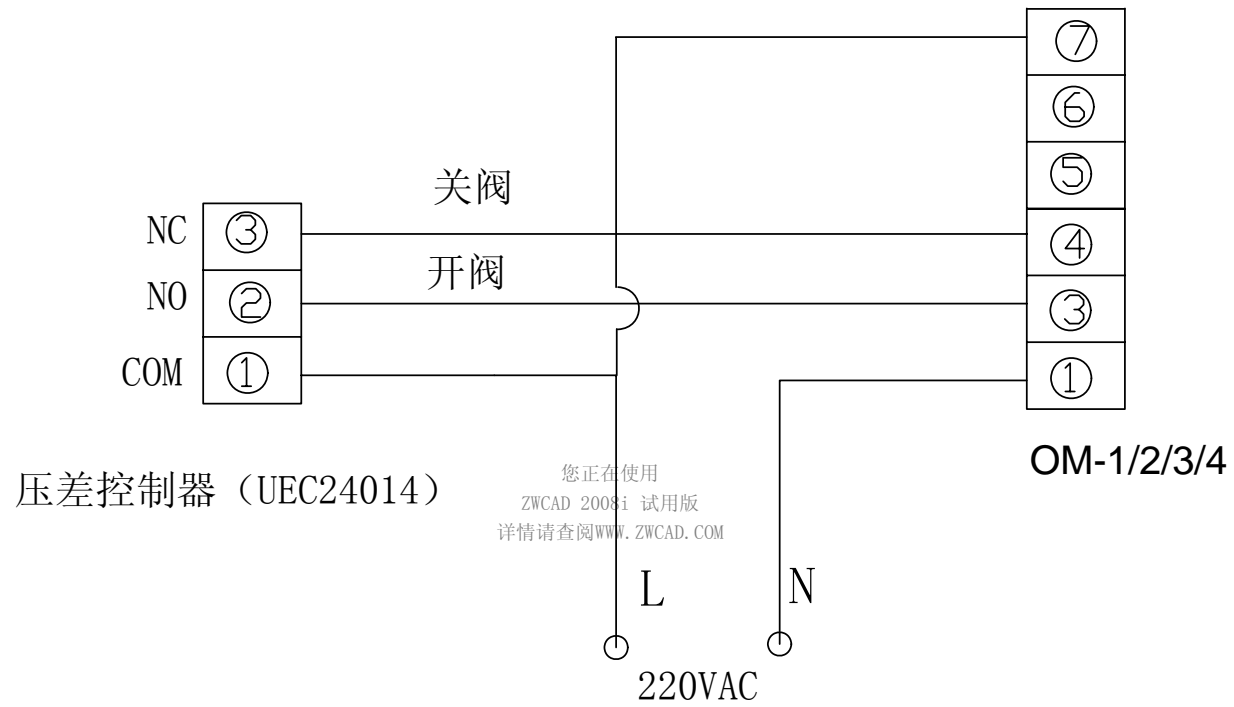 ⑦
⑥
⑤
关阀
NC ③
④
开阀
NO ②
③
COM ①
①
OM-1/2/3/4
压差控制器（UEC24014）
您正在使用
ZWCAD 2008i 试用版
详情请查阅WWW.ZWCAD.COM
L
N
220VAC